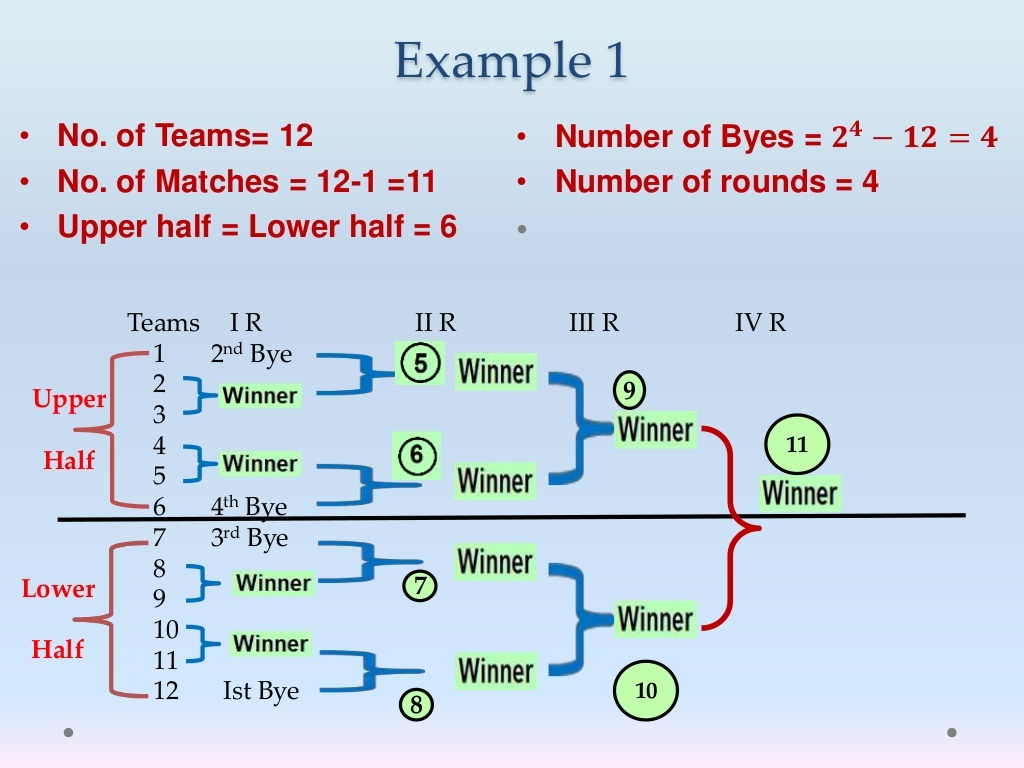 Example 1
• No. of Teams= 12
• No. of Matches = 12-1 =11
• Upper half = Lower half = 6
• Number of Byes = 2⁴ − 12 = 4
• Number of rounds = 4
•
Teams I R II R III R IV R
1 2nd Bye
5
Winner
2
Winner
3
9
Winner
Upper
Half
4
Winner
5
6
Winner
6 4th Bye
11
Winner
7 3rd Bye
Winner
8
Winner
9
7
Lower
Half
10
Winner
11
Winner
Winner
12 Ist Bye
8
10